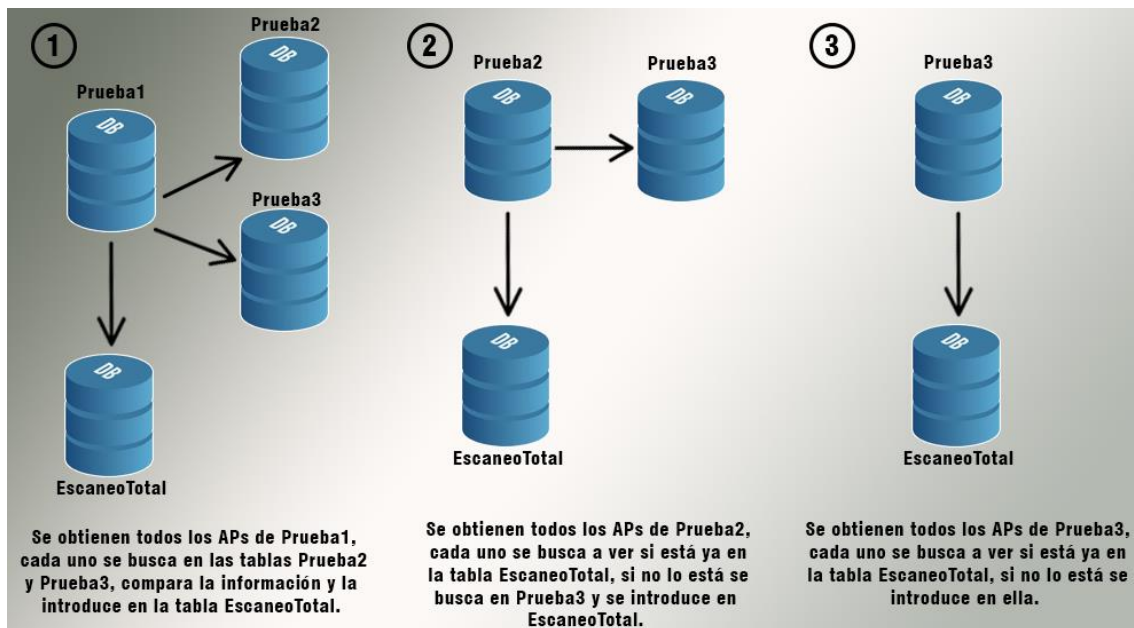 1
Prueba2
DB
Prueba1
DB
Prueba3
DB
DB
EscaneoTotal
Se obtienen todos los APs de Prueba1,
cada uno se busca en las tablas Prueba2
y Prueba3, compara la información y la
introduce en la tabla EscaneoTotal.
2
Prueba2
DB
Prueba3
DB
DB
EscaneoTotal
Se obtienen todos los APs de Prueba2,
cada uno se busca a ver si está ya en
la tabla EscaneoTotal, si no lo está se
busca en Prueba3 y se introduce en
EscaneoTotal.
3
Prueba3
DB
DB
EscaneoTotal
Se obtienen todos los APs de Prueba3,
cada uno se busca a ver si está ya en
la tabla EscaneoTotal, si no lo está se
introduce en ella.